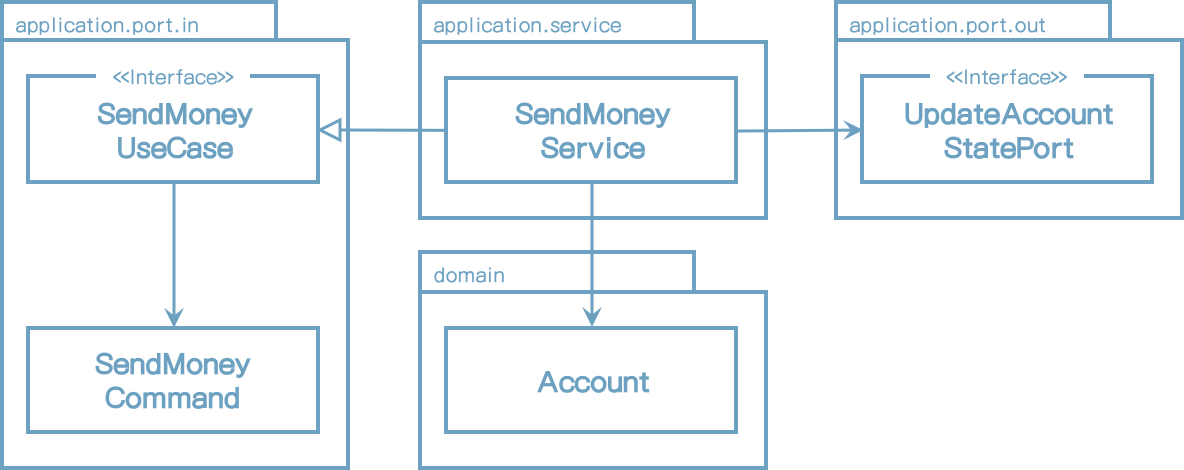 application.port.in
application.service
application.port.out
<<Interface>>
SendMoney
UseCase
SendMoney
Service
<<Interface>>
UpdateAccount
StatePort
domain
SendMoney
Command
Account